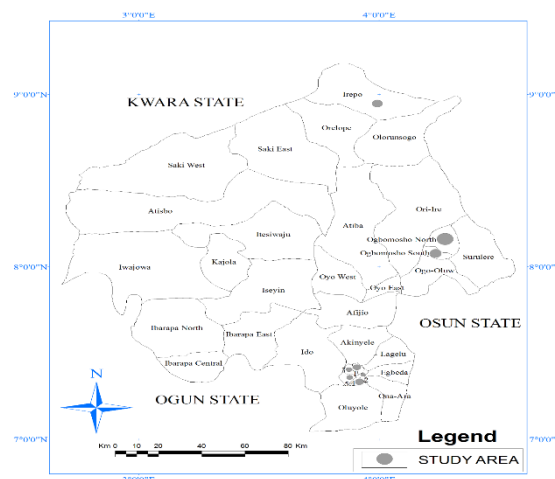 3°0'0"E 4°0'0"E
9°0'0"N 9°0'0"N
Irepo
KWARA STATE
Orelope
Olorunsogo
Saki East
Saki West
Atisbo
Ori-Ire
Itesiwaju
Atiba
Ogbomosho North
Ogbomosho South
Surulere
8°0'0"N 8°0'0"N
Iwajowa
Kajola
Oyo West
Ogo-Oluwa
Oyo East
Iseyin
Afijio
OSUN STATE
Ibarapa North
Ibarapa East
Akinyele
Ido
Lagelu
Ibarapa Central
Egbeda
N
OGUN STATE
Ona-Ara
Oluyole
7°0'0"N 7°0'0"N
Legend
Km 0 10 20 40 60 80 Km
STUDY AREA